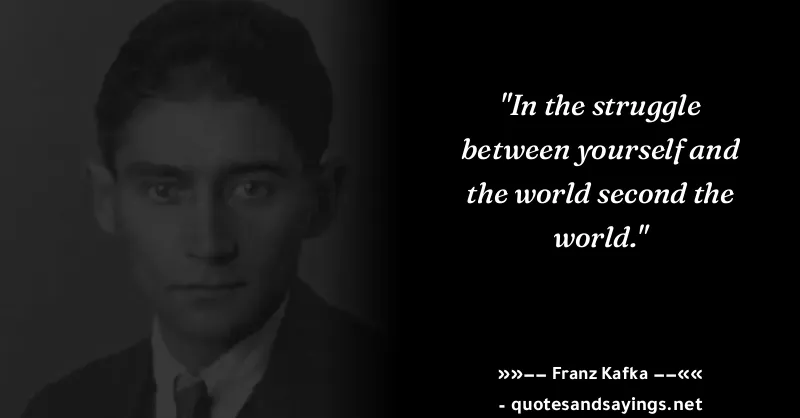 "In the struggle
between yourself and
the world second the
world."
»»—— Franz Kafka ——««
- quotesandsayings.net